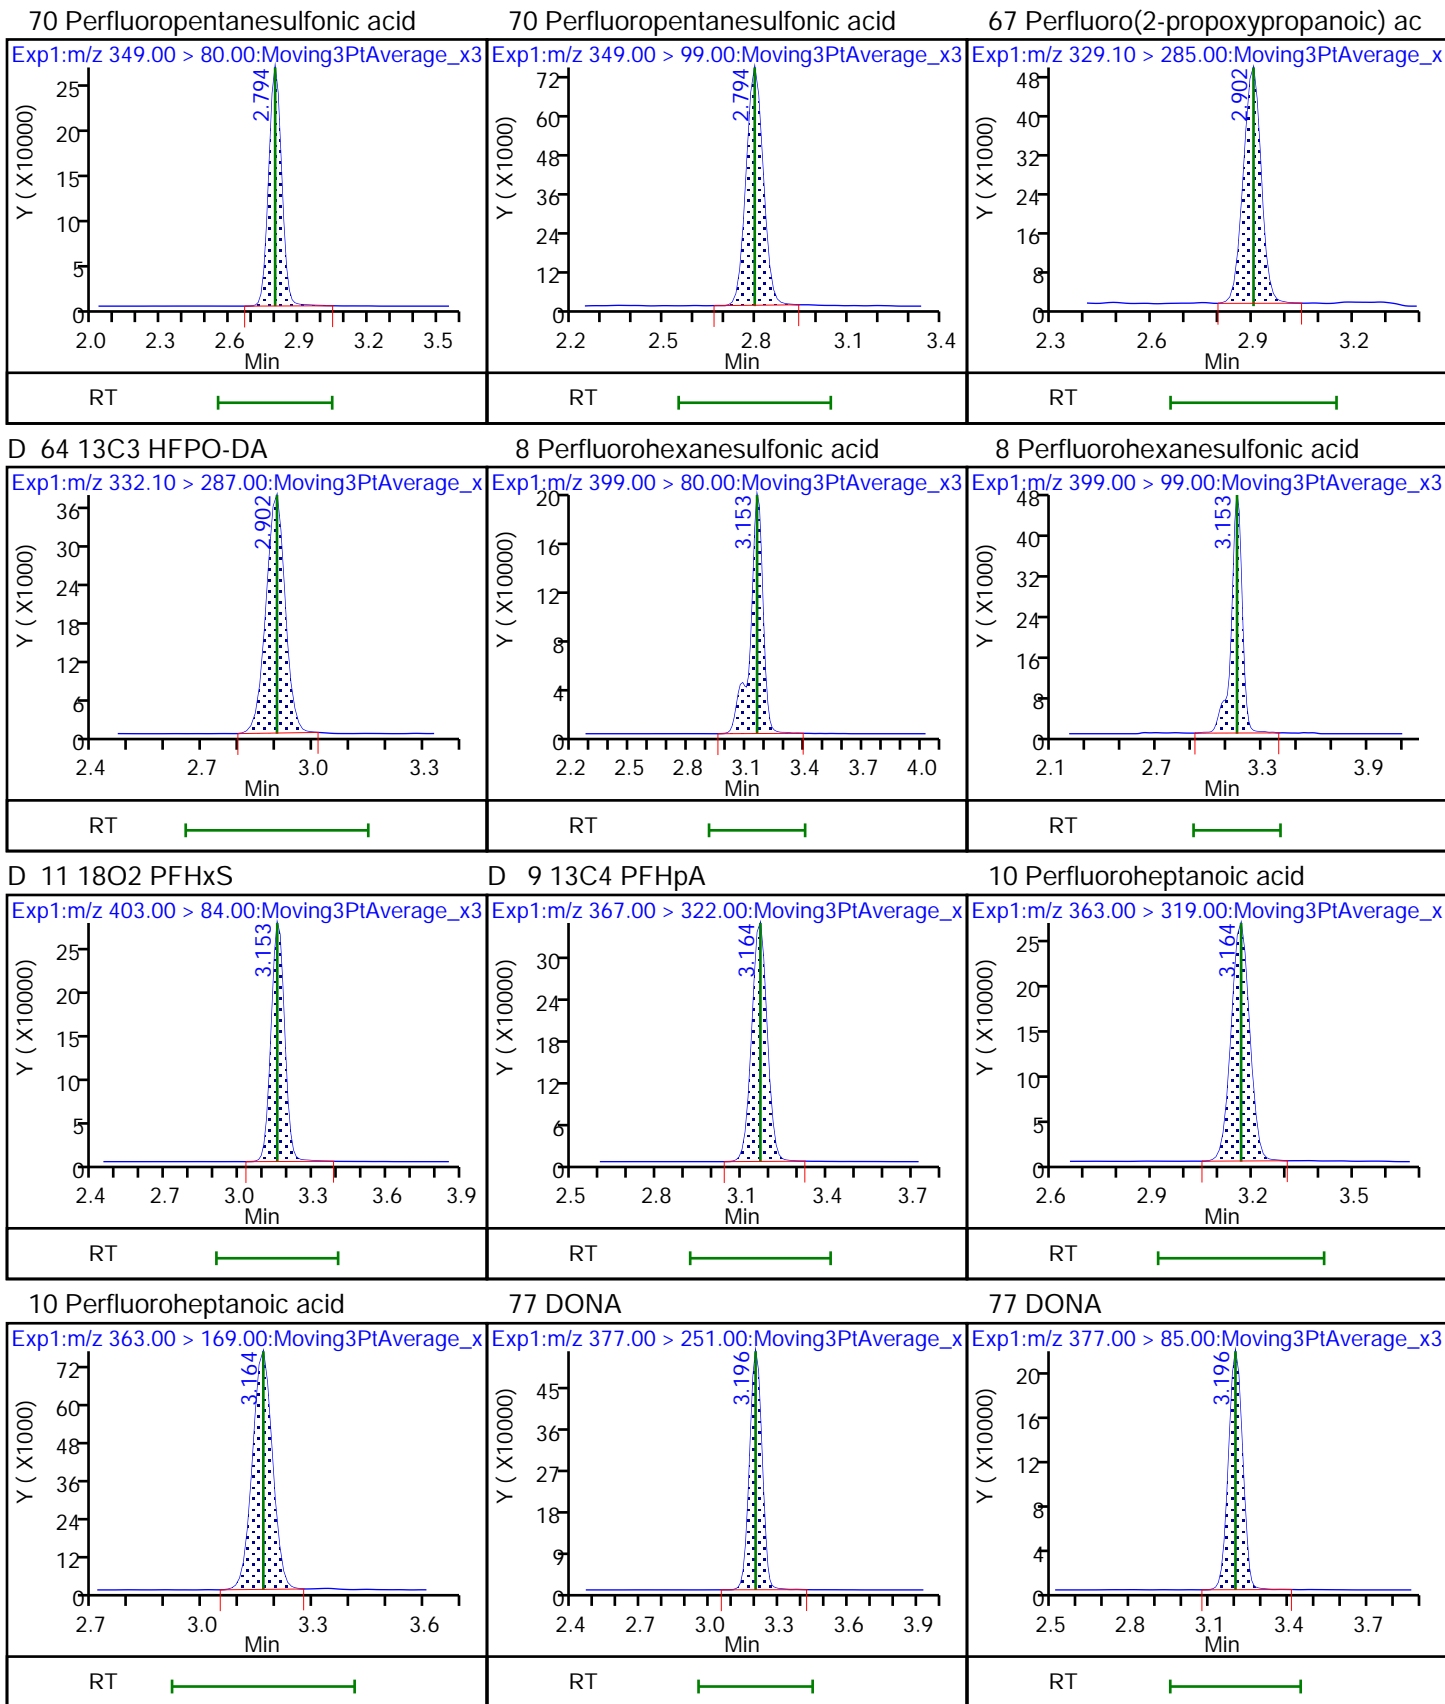 70 Perfluoropentanesulfonic acid
Exp1:m/z 349.00 > 80.00:Moving3PtAverage_x3
2.794
Y ( X10000)
25
20
15
10
5
0
2.0 2.3 2.6 2.9 3.2 3.5
Min
RT
70 Perfluoropentanesulfonic acid
Exp1:m/z 349.00 > 99.00:Moving3PtAverage_x3
2.794
Y ( X1000)
72
60
48
36
24
12
0
2.2 2.5 2.8 3.1 3.4
Min
RT
67 Perfluoro(2-propoxypropanoic) ac
Exp1:m/z 329.10 > 285.00:Moving3PtAverage_x
2.902
Y ( X1000)
48
40
32
24
16
8
0
2.3 2.6 2.9 3.2
Min
RT
D 64 13C3 HFPO-DA
Exp1:m/z 332.10 > 287.00:Moving3PtAverage_x
2.902
Y ( X1000)
36
30
24
18
12
6
0
2.4 2.7 3.0 3.3
Min
RT
8 Perfluorohexanesulfonic acid
Exp1:m/z 399.00 > 80.00:Moving3PtAverage_x3
3.153
Y ( X10000)
20
16
12
8
4
0
2.2 2.5 2.8 3.1 3.4 3.7 4.0
Min
RT
8 Perfluorohexanesulfonic acid
Exp1:m/z 399.00 > 99.00:Moving3PtAverage_x3
3.153
Y ( X1000)
48
40
32
24
16
8
0
2.1 2.7 3.3 3.9
Min
RT
D 11 18O2 PFHxS
Exp1:m/z 403.00 > 84.00:Moving3PtAverage_x3
3.153
Y ( X10000)
25
20
15
10
5
0
2.4 2.7 3.0 3.3 3.6 3.9
Min
RT
D 9 13C4 PFHpA
Exp1:m/z 367.00 > 322.00:Moving3PtAverage_x
3.164
Y ( X10000)
30
24
18
12
6
0
2.5 2.8 3.1 3.4 3.7
Min
RT
10 Perfluoroheptanoic acid
Exp1:m/z 363.00 > 319.00:Moving3PtAverage_x
3.164
Y ( X10000)
25
20
15
10
5
0
2.6 2.9 3.2 3.5
Min
RT
10 Perfluoroheptanoic acid
Exp1:m/z 363.00 > 169.00:Moving3PtAverage_x
3.164
Y ( X1000)
72
60
48
36
24
12
0
2.7 3.0 3.3 3.6
Min
RT
77 DONA
Exp1:m/z 377.00 > 251.00:Moving3PtAverage_x
3.196
Y ( X10000)
45
36
27
18
9
0
2.4 2.7 3.0 3.3 3.6 3.9
Min
RT
77 DONA
Exp1:m/z 377.00 > 85.00:Moving3PtAverage_x3
3.196
Y ( X10000)
20
16
12
8
4
0
2.5 2.8 3.1 3.4 3.7
Min
RT